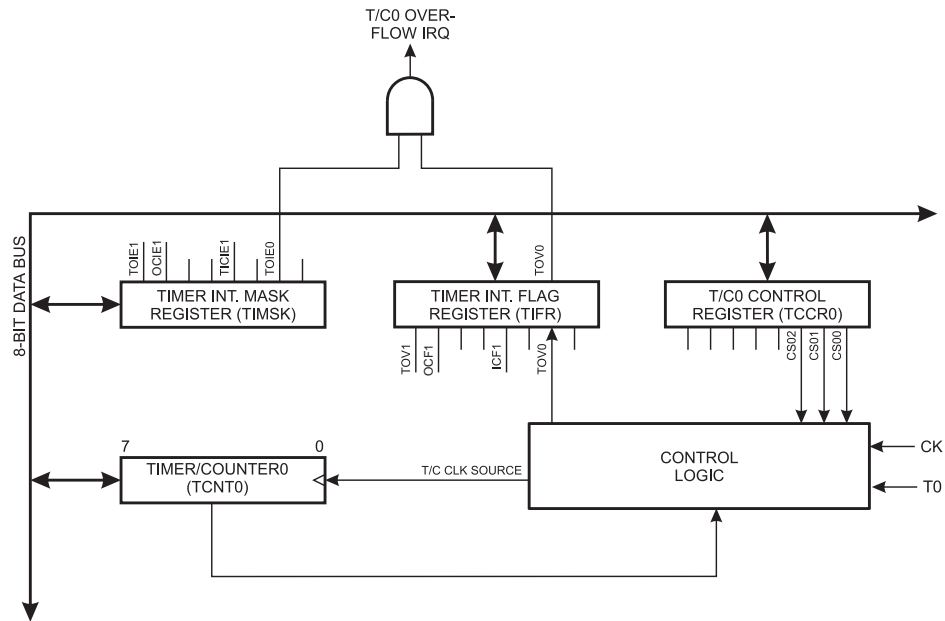 T/C0 OVER-
FLOW IRQ
8-BIT DATA BUS
TOIE1
OCIE1
TICIE1
TOIE0
TOV0
TIMER INT. MASK
REGISTER (TIMSK)
TIMER INT. FLAG
REGISTER (TIFR)
T/C0 CONTROL
REGISTER (TCCR0)
TOV1
OCF1
ICF1
TOV0
CS02
CS01
CS00
7
0
TIMER/COUNTER0
(TCNT0)
T/C CLK SOURCE
CONTROL
LOGIC
CK
T0